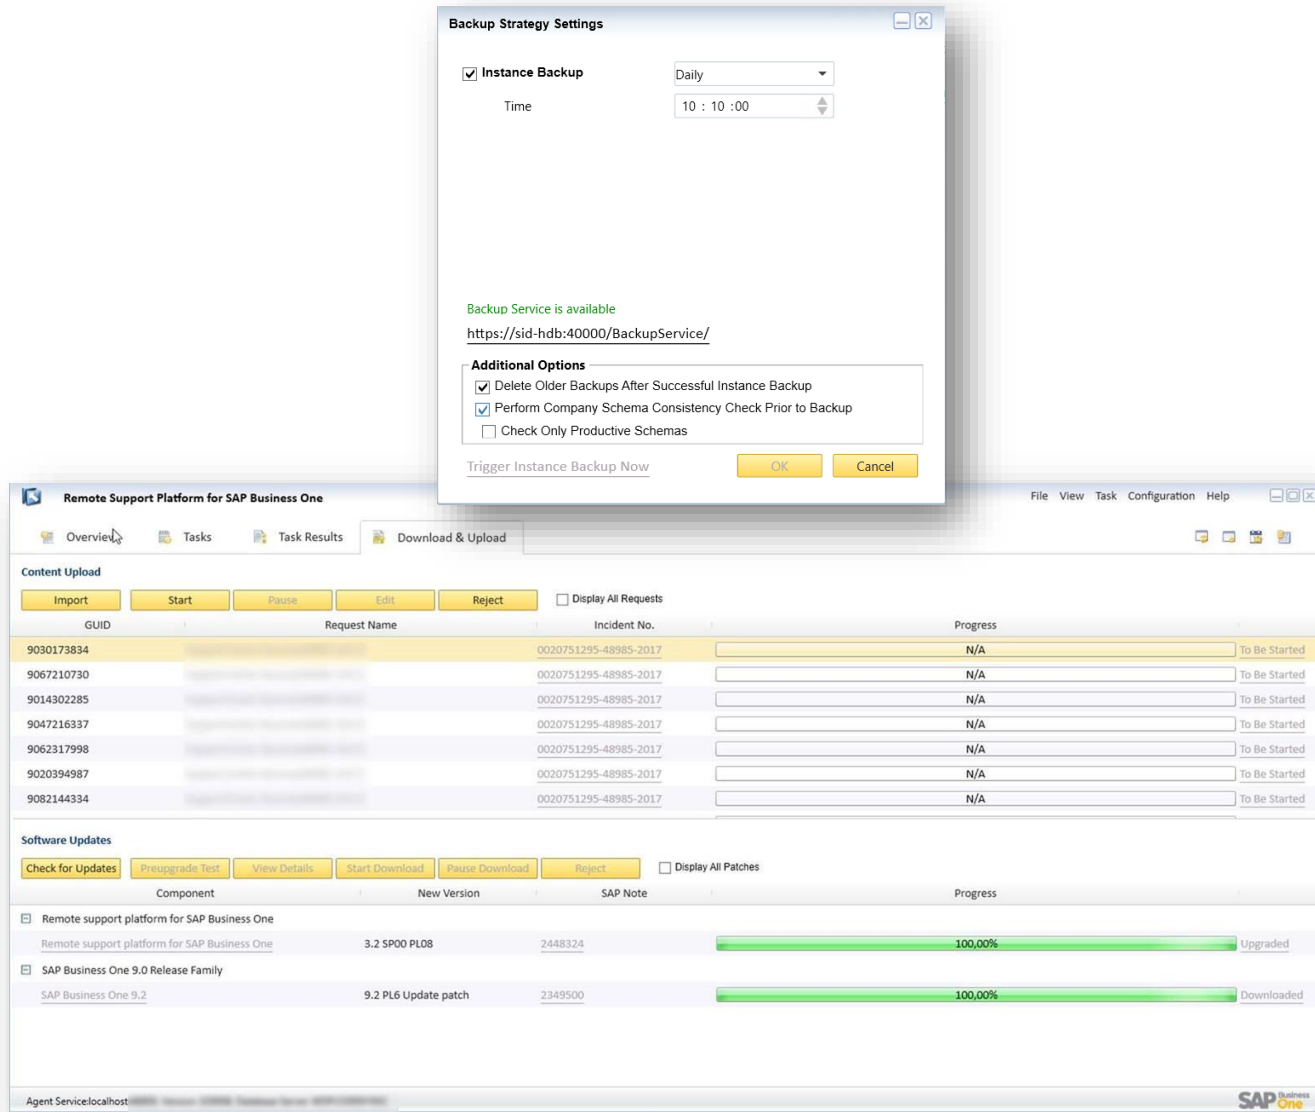 Backup Strategy Settings
Instance Backup
Daily
Time
10 : 10 :00
Backup Service is available
https://sid-hdb:40000/BackupService/
Additional Options
Delete Older Backups After Successful Instance Backup
Perform Company Schema Consistency Check Prior to Backup
Check Only Productive Schemas
Trigger Instance Backup Now OK Cancel
Remote Support Platform for SAP Business One File View Task Configuration Help
Overview Tasks Task Results Download & Upload
Content Upload
Import Start Pause Edit Reject Display All Requests
GUID Request Name Incident No. Progress
9030173834 0020751295-48985-2017 N/A To Be Started
9067210730 0020751295-48985-2017 N/A To Be Started
9014302285 0020751295-48985-2017 N/A To Be Started
9047216337 0020751295-48985-2017 N/A To Be Started
9062317998 0020751295-48985-2017 N/A To Be Started
9020394987 0020751295-48985-2017 N/A To Be Started
9082144334 0020751295-48985-2017 N/A To Be Started
Software Updates
Check for Updates Preupgrade Test View Details Start Download Pause Download Reject Display All Patches
Component New Version SAP Note Progress
Remote support platform for SAP Business One
Remote support platform for SAP Business One 3.2 SP00 PL08 2448324 100,00% Upgraded
SAP Business One 9.0 Release Family
SAP Business One 9.2 9.2 PL6 Update patch 2349500 100,00% Downloaded
Agent Service:localhost SAP Business One